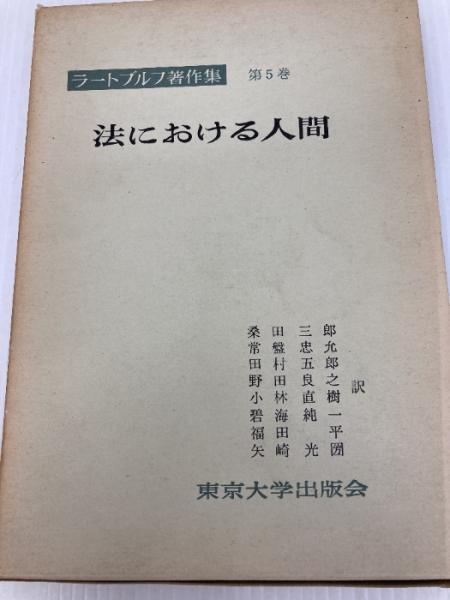 ラートブルフ著作集 第5巻
法における人間
桑田三郎
常盤忠允
田村五郎
野田良之
小林直樹
碧海純一
福田平
矢崎光圀
訳
東京大学出版会